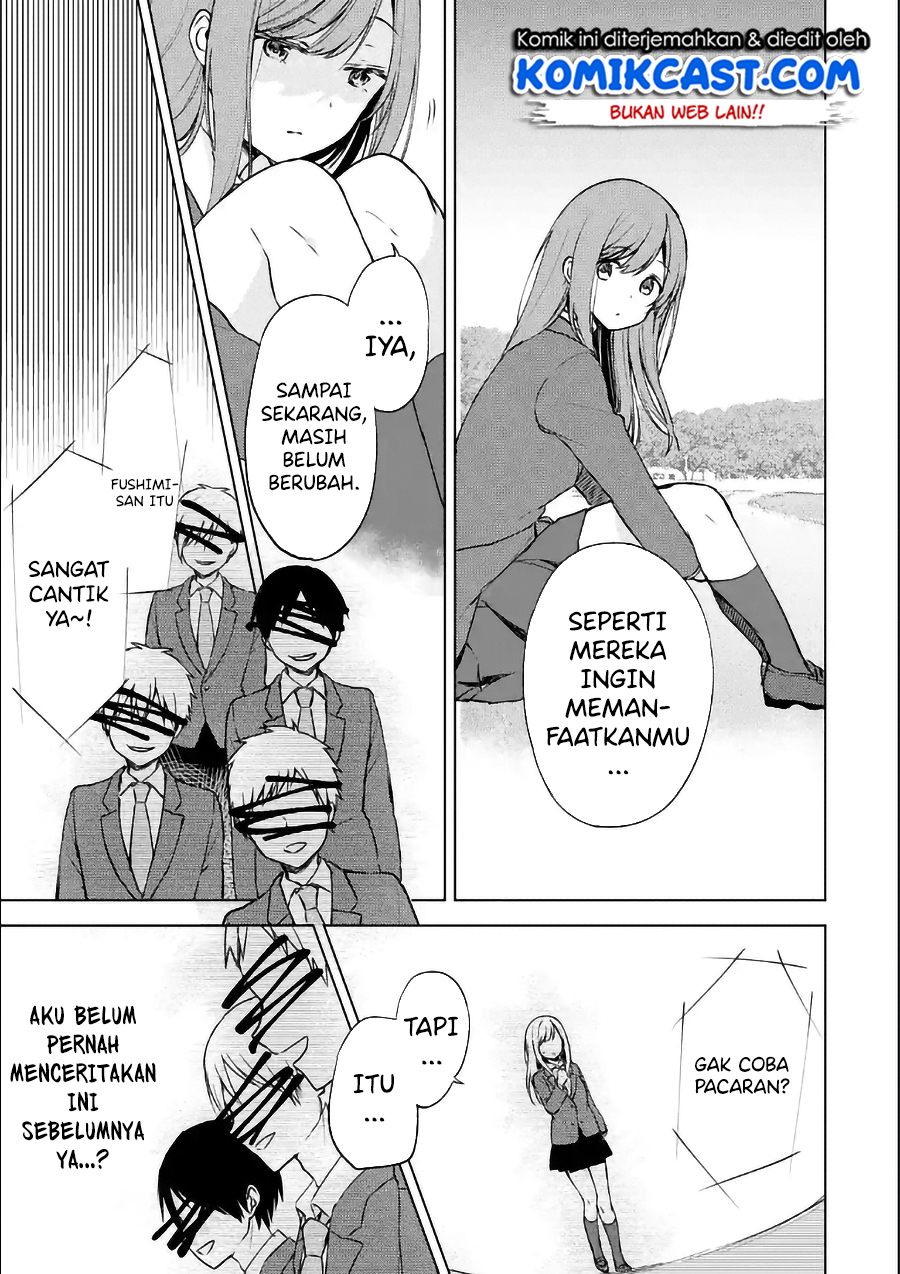 Komik ini diterjemahkan & diedit oleh
KOMIKCAST.COM
BUKAN WEB LAIN!!
SEPERTI
MEREKA
INGIN
MEMAN-
FAATKANMU
...
...
IYA,
SAMPAI
SEKARANG,
MASIH
BELUM
BERUBAH.
FUSHIMI-
SAN ITU
SANGAT
CANTIK
YA~!
GAK COBA
PACARAN?
TAPI
...
ITU
...
AKU BELUM
PERNAH
MENCERITAKAN
INI
SEBELUMNYA
YA...?